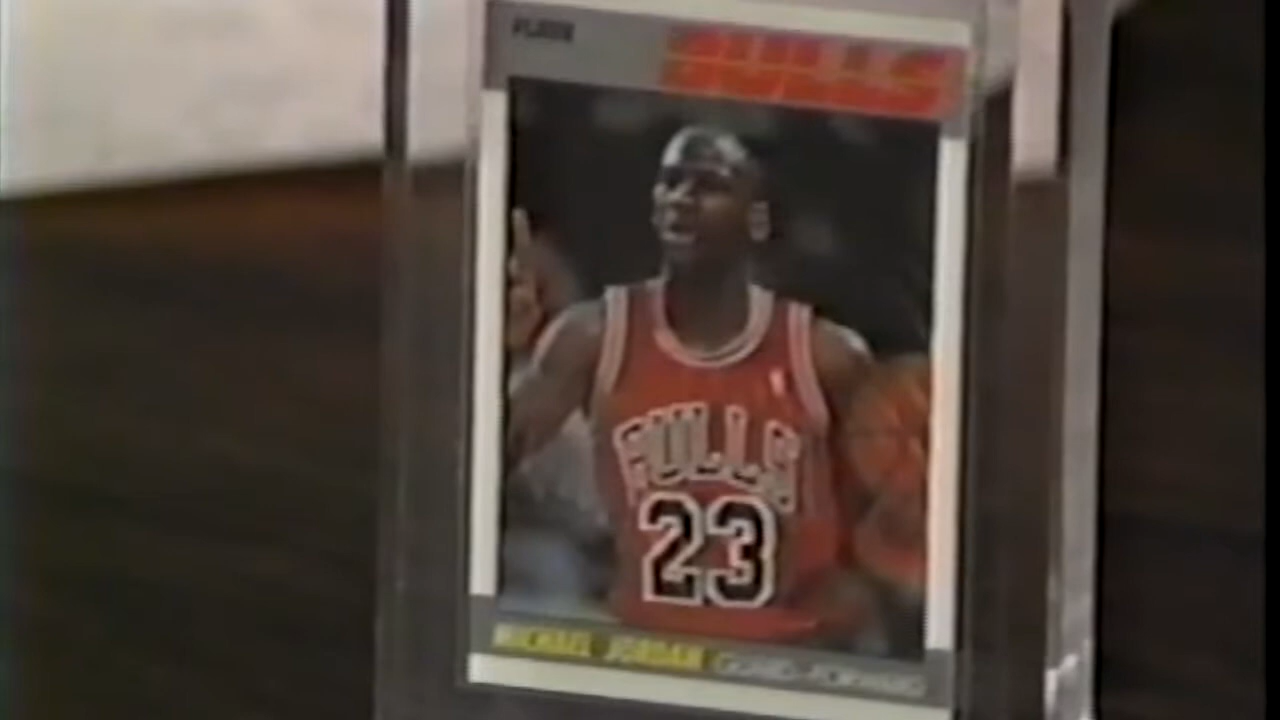 FLEER
BULLS
BULLS
23
MICHAEL JORDAN GUARD-FORWARD